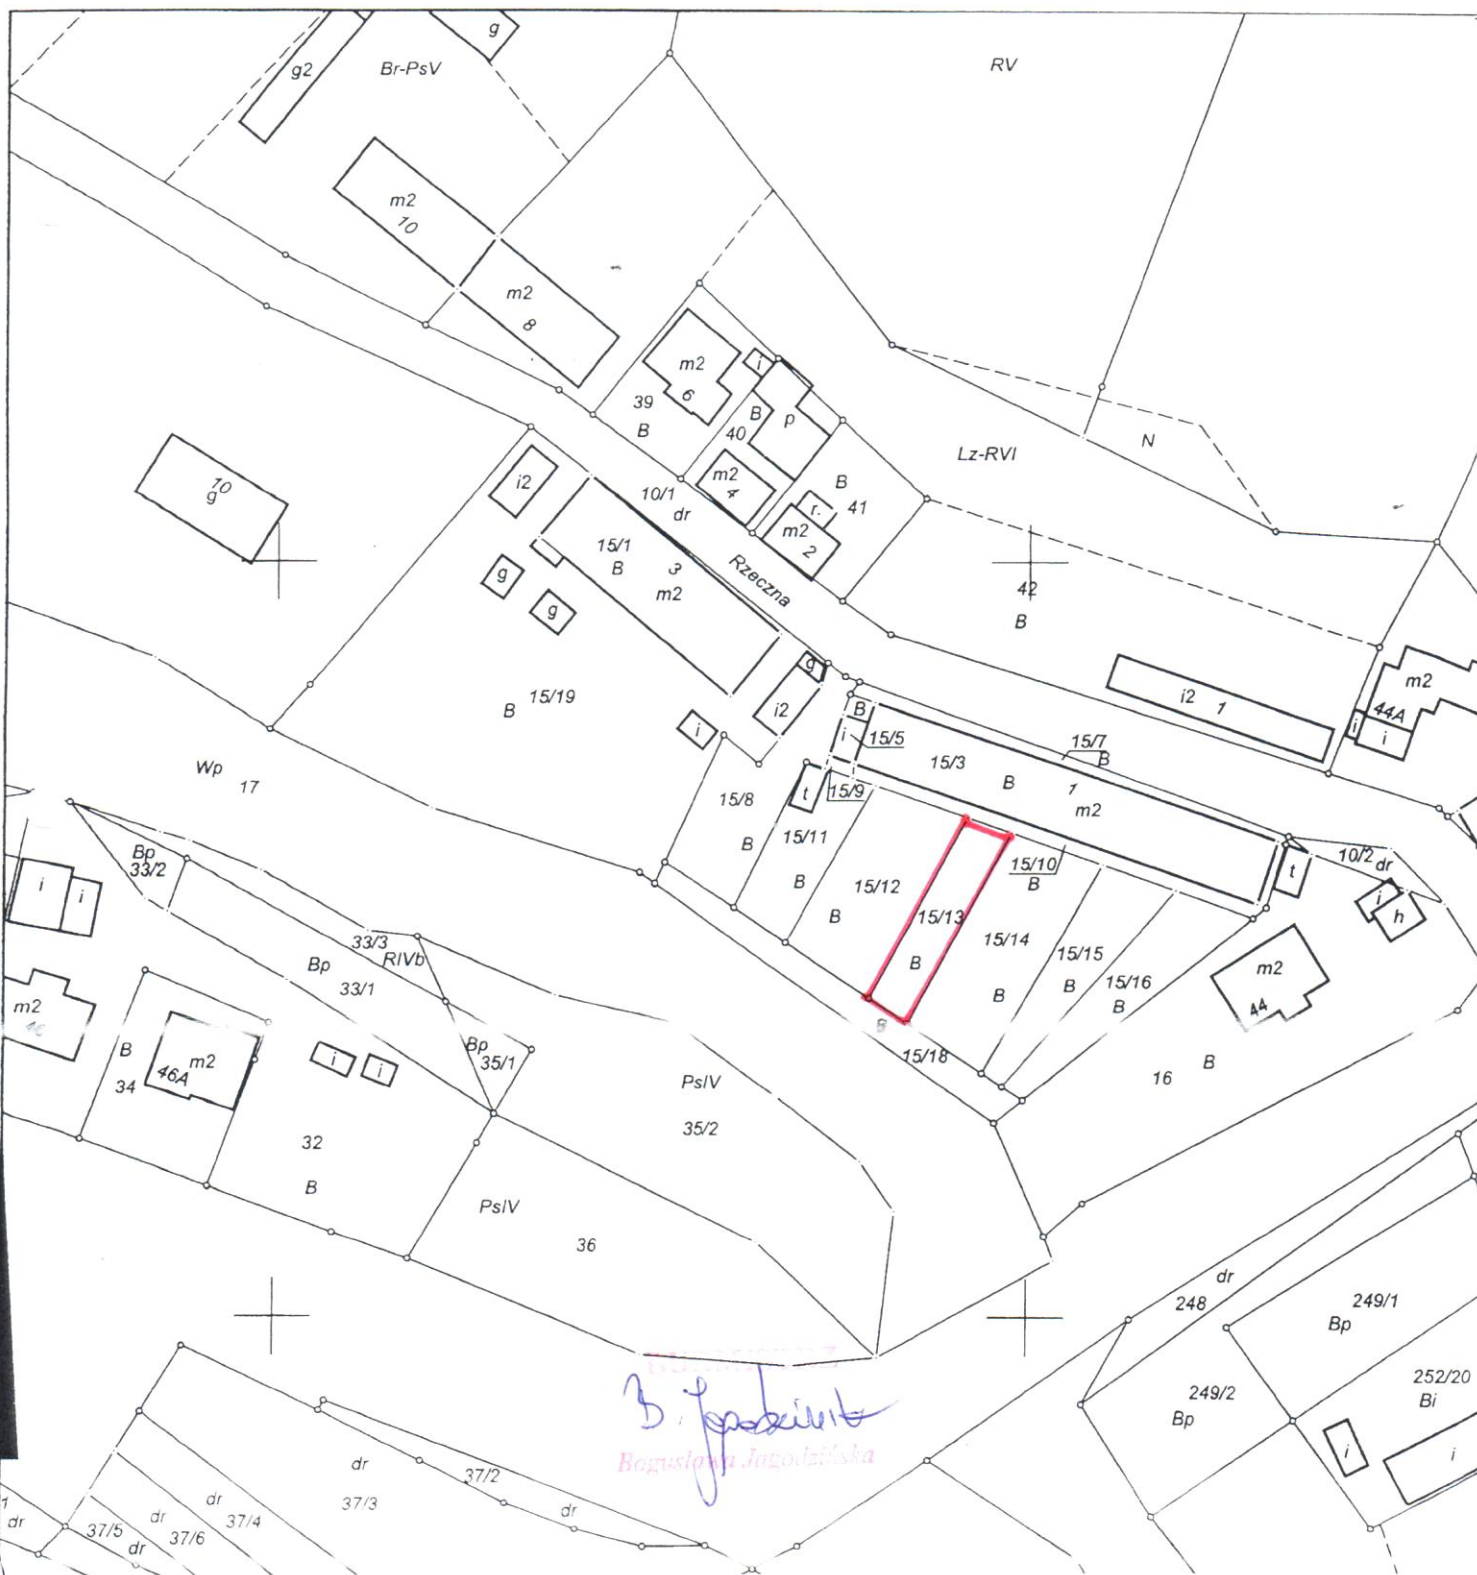 g
g2
Br-PsV
RV
m2
10
m2
8
m2
6
i
39
B
B
40
p
N
Lz-RVI
m2
4
B
41
r.
m2
2
10
g
i2
10/1
dr
15/1
B
3
m2
g
g
Rzeczna
42
B
g
i2
15/19
B
i
i2
1
m2
44A
i
i
B
i
15/5
15/3
B
15/7
B
1
m2
Wp
17
15/8
B
t
15/9
15/11
B
15/12
B
15/13
B
15/10
B
15/14
B
15/15
B
15/16
B
t
10/2
dr
i
h
m2
44
Bp
33/2
i
i
33/3
RIVb
Bp
33/1
m2
46
B
34
m2
46A
i
i
Bp
35/1
B
15/18
16
B
PsIV
35/2
32
B
PsIV
36
dr
248
249/1
Bp
249/2
Bp
252/20
Bi
i
i
B. Jagodzińska
Bogusława Jagodzińska
dr
37/3
37/2
dr
dr
37/4
dr
37/6
37/5
dr
dr